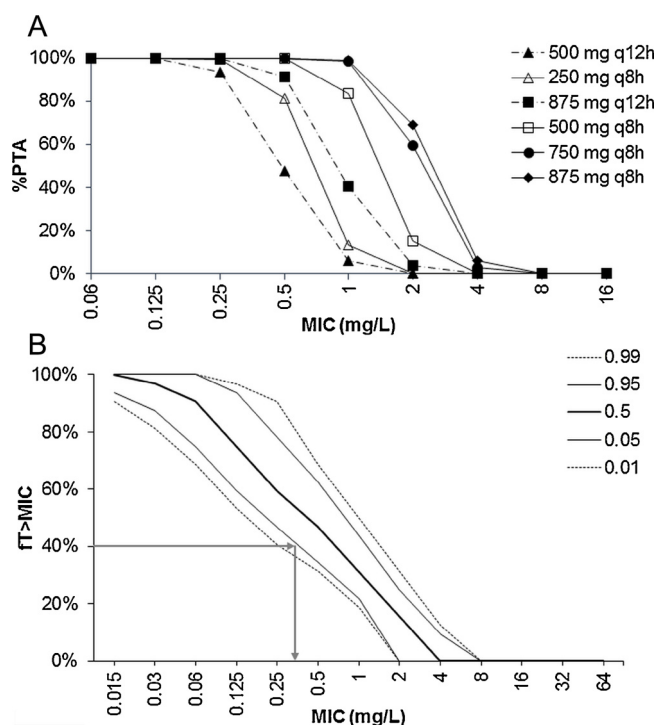 A
100%
80%
60%
40%
20%
0%
%PTA
0.06 0.125 0.25 0.5 1 2 4 8 16
MIC (mg/L)
500 mg q12h
250 mg q8h
875 mg q12h
500 mg q8h
750 mg q8h
875 mg q8h
B
100%
80%
60%
40%
20%
0%
fT>MIC
0.015 0.03 0.06 0.125 0.25 0.5 1 2 4 8 16 32 64
MIC (mg/L)
0.99
0.95
0.5
0.05
0.01